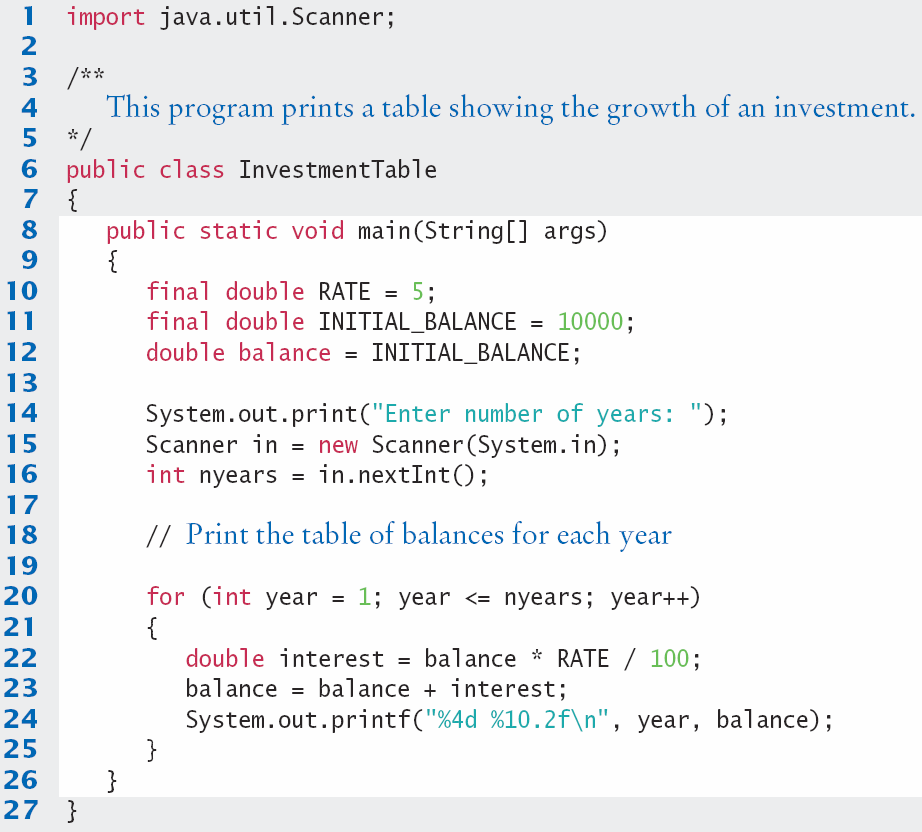 1 import java.util.Scanner;
2
3 /**
4    This program prints a table showing the growth of an investment.
5 */
6 public class InvestmentTable
7 {
8    public static void main(String[] args)
9    {
10       final double RATE = 5;
11       final double INITIAL_BALANCE = 10000;
12       double balance = INITIAL_BALANCE;
13
14       System.out.print("Enter number of years: ");
15       Scanner in = new Scanner(System.in);
16       int nyears = in.nextInt();
17
18       // Print the table of balances for each year
19
20       for (int year = 1; year <= nyears; year++)
21       {
22          double interest = balance * RATE / 100;
23          balance = balance + interest;
24          System.out.printf("%4d %10.2f\n", year, balance);
25       }
26    }
27 }